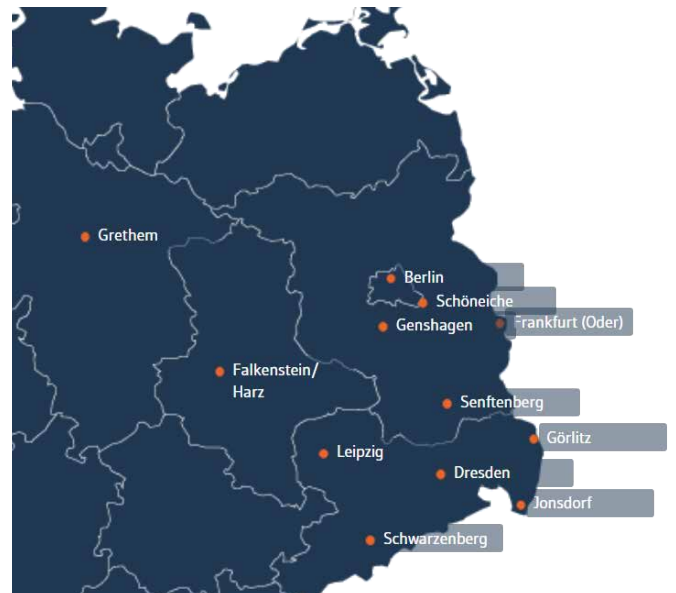 Grethem
Berlin
Schöneiche
Genshagen
Frankfurt (Oder)
Falkenstein/
Harz
Senftenberg
Görlitz
Leipzig
Dresden
Jonsdorf
Schwarzenberg